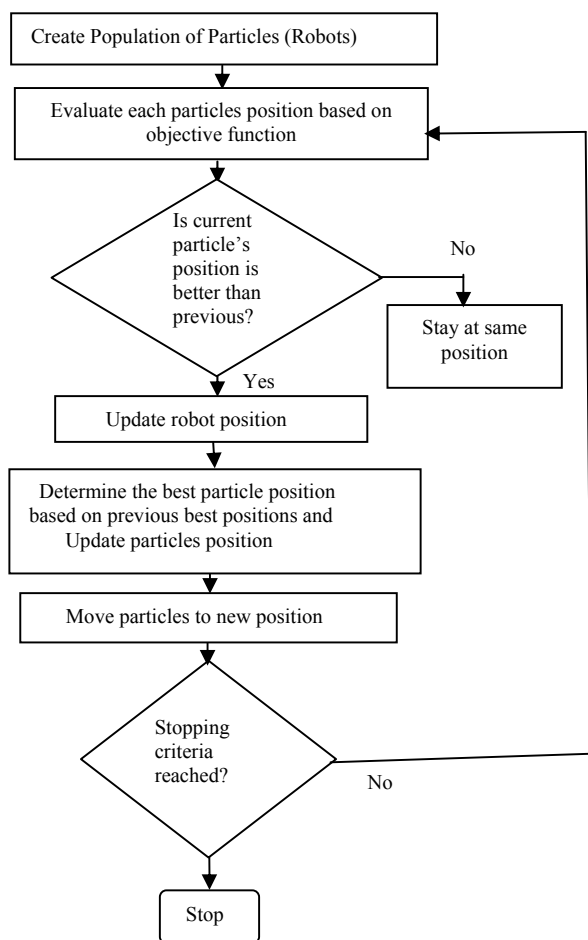 Create Population of Particles (Robots)
Evaluate each particles position based on
objective function
Is current
particle's
position is
better than
previous?
No
Stay at same
position
Yes
Update robot position
Determine the best particle position
based on previous best positions and
Update particles position
Move particles to new position
Stopping
criteria
reached?
No
Stop